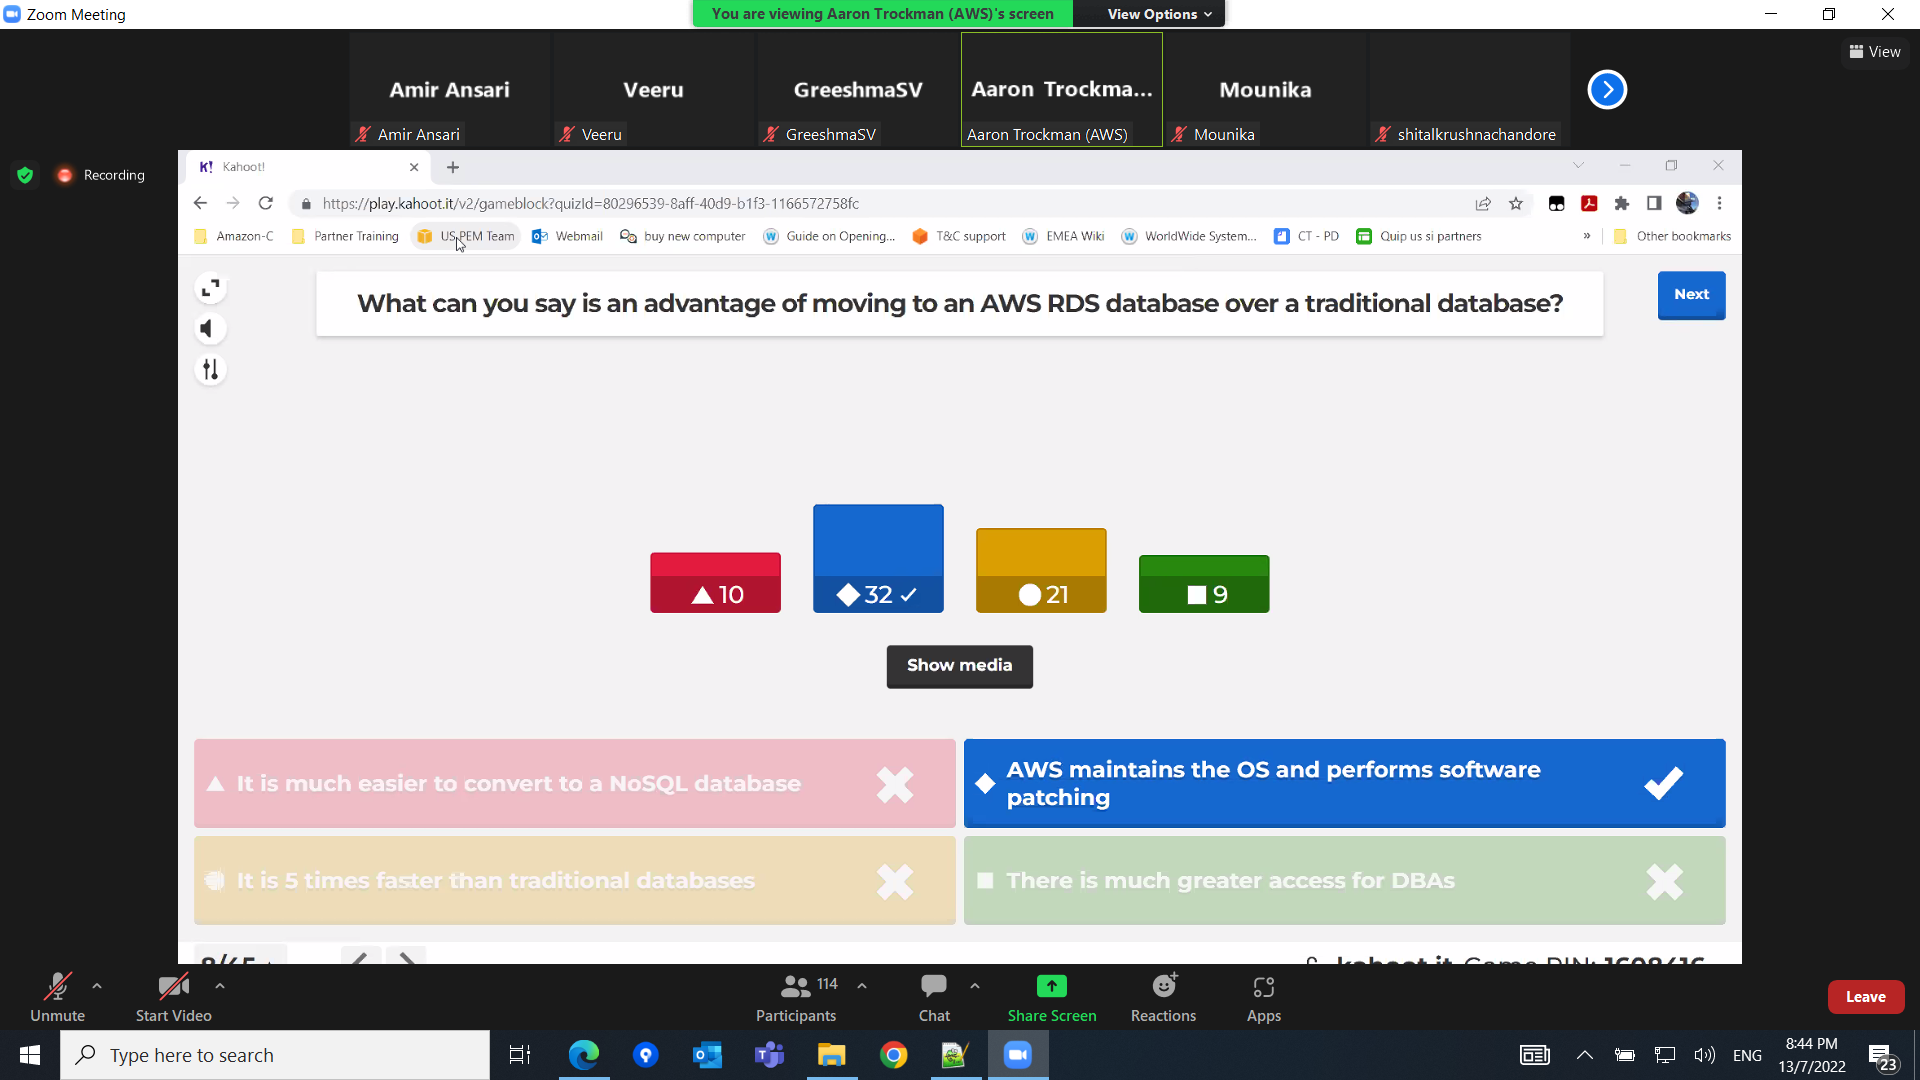 Zoom Meeting
You are viewing Aaron Trockman (AWS)'s screen
View Options
View
Amir Ansari
Veeru
GreeshmaSV
Aaron Trockma...
Mounika
Amir Ansari
Veeru
GreeshmaSV
Aaron Trockman (AWS)
Mounika
shitalkrushnachandore
Recording
K! Kahoot!
https://play.kahoot.it/v2/gameblock?quizId=80296539-8aff-40d9-b1f3-1166572758fc
Amazon-C
Partner Training
US PEM Team
Webmail
buy new computer
Guide on Opening...
T&C support
EMEA Wiki
WorldWide System...
CT - PD
Quip us si partners
»
Other bookmarks
What can you say is an advantage of moving to an AWS RDS database over a traditional database?
Next
10
32
21
9
Show media
It is much easier to convert to a NoSQL database
AWS maintains the OS and performs software
patching
It is 5 times faster than traditional databases
There is much greater access for DBAs
8/45
kahoot.it Game PIN: 1608416
Unmute
Start Video
114
Participants
Chat
Share Screen
Reactions
Apps
Leave
Type here to search
ENG
8:44 PM
13/7/2022
23